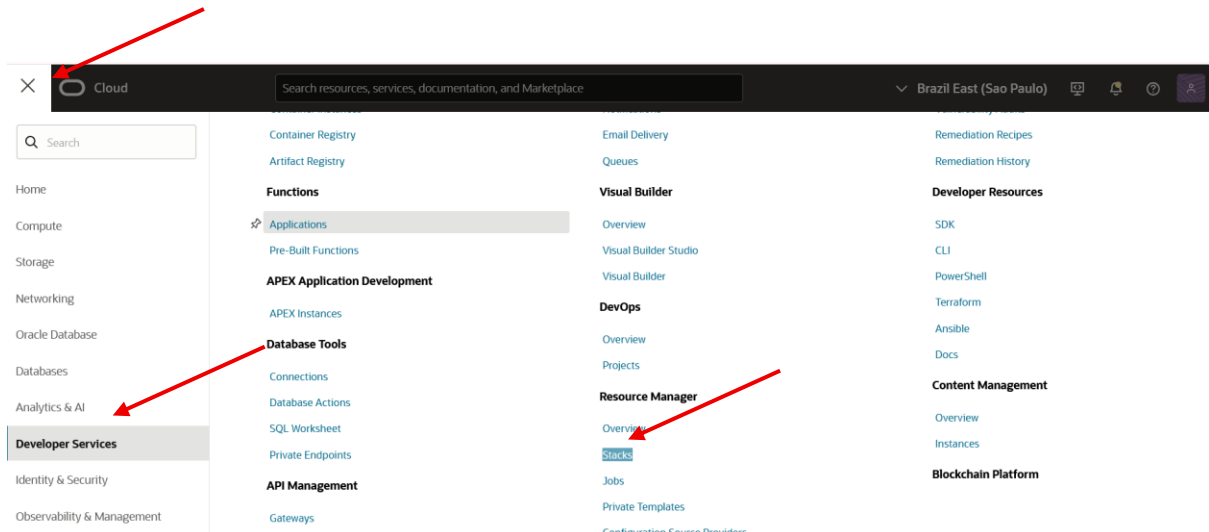 Cloud
Search resources, services, documentation, and Marketplace
Brazil East (Sao Paulo)
Search
Home
Compute
Storage
Networking
Oracle Database
Databases
Analytics & AI
Developer Services
Identity & Security
Observability & Management
Container Registry
Artifact Registry
Functions
Applications
Pre-Built Functions
APEX Application Development
APEX Instances
Database Tools
Connections
Database Actions
SQL Worksheet
Private Endpoints
API Management
Gateways
Email Delivery
Queues
Visual Builder
Overview
Visual Builder Studio
Visual Builder
DevOps
Overview
Projects
Resource Manager
Overview
Stacks
Jobs
Private Templates
Configuration Source Providers
Remediation Recipes
Remediation History
Developer Resources
SDK
CLI
PowerShell
Terraform
Ansible
Docs
Content Management
Overview
Instances
Blockchain Platform